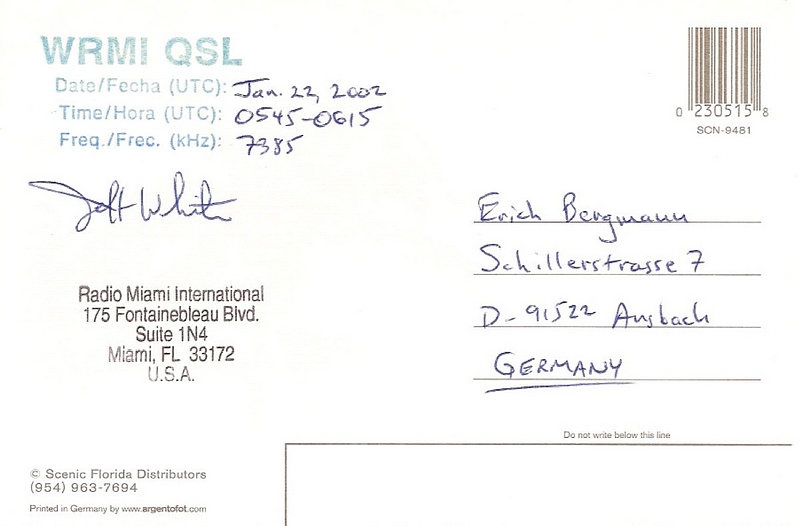 WRMI QSL
Date/Fecha (UTC): Jan. 22, 2002
Time/Hora (UTC): 0545-0615
Freq./Frec. (kHz): 7385
Jeff White
Radio Miami International
175 Fontainebleau Blvd.
Suite 1N4
Miami, FL 33172
U.S.A.
© Scenic Florida Distributors
(954) 963-7694
Printed in Germany by www.argentofot.com
0 230515 8
SCN-9481
Erich Bergmann
Schillerstrasse 7
D-91522 Ansbach
GERMANY
Do not write below this line